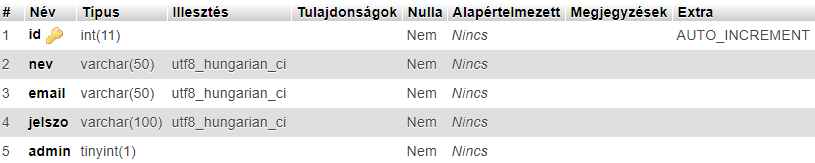 # Név Típus Illesztés Tulajdonságok Nulla Alapértelmezett Megjegyzések Extra
1 id int(11) Nem Nincs AUTO_INCREMENT
2 nev varchar(50) utf8_hungarian_ci Nem Nincs
3 email varchar(50) utf8_hungarian_ci Nem Nincs
4 jelszo varchar(100) utf8_hungarian_ci Nem Nincs
5 admin tinyint(1) Nem Nincs